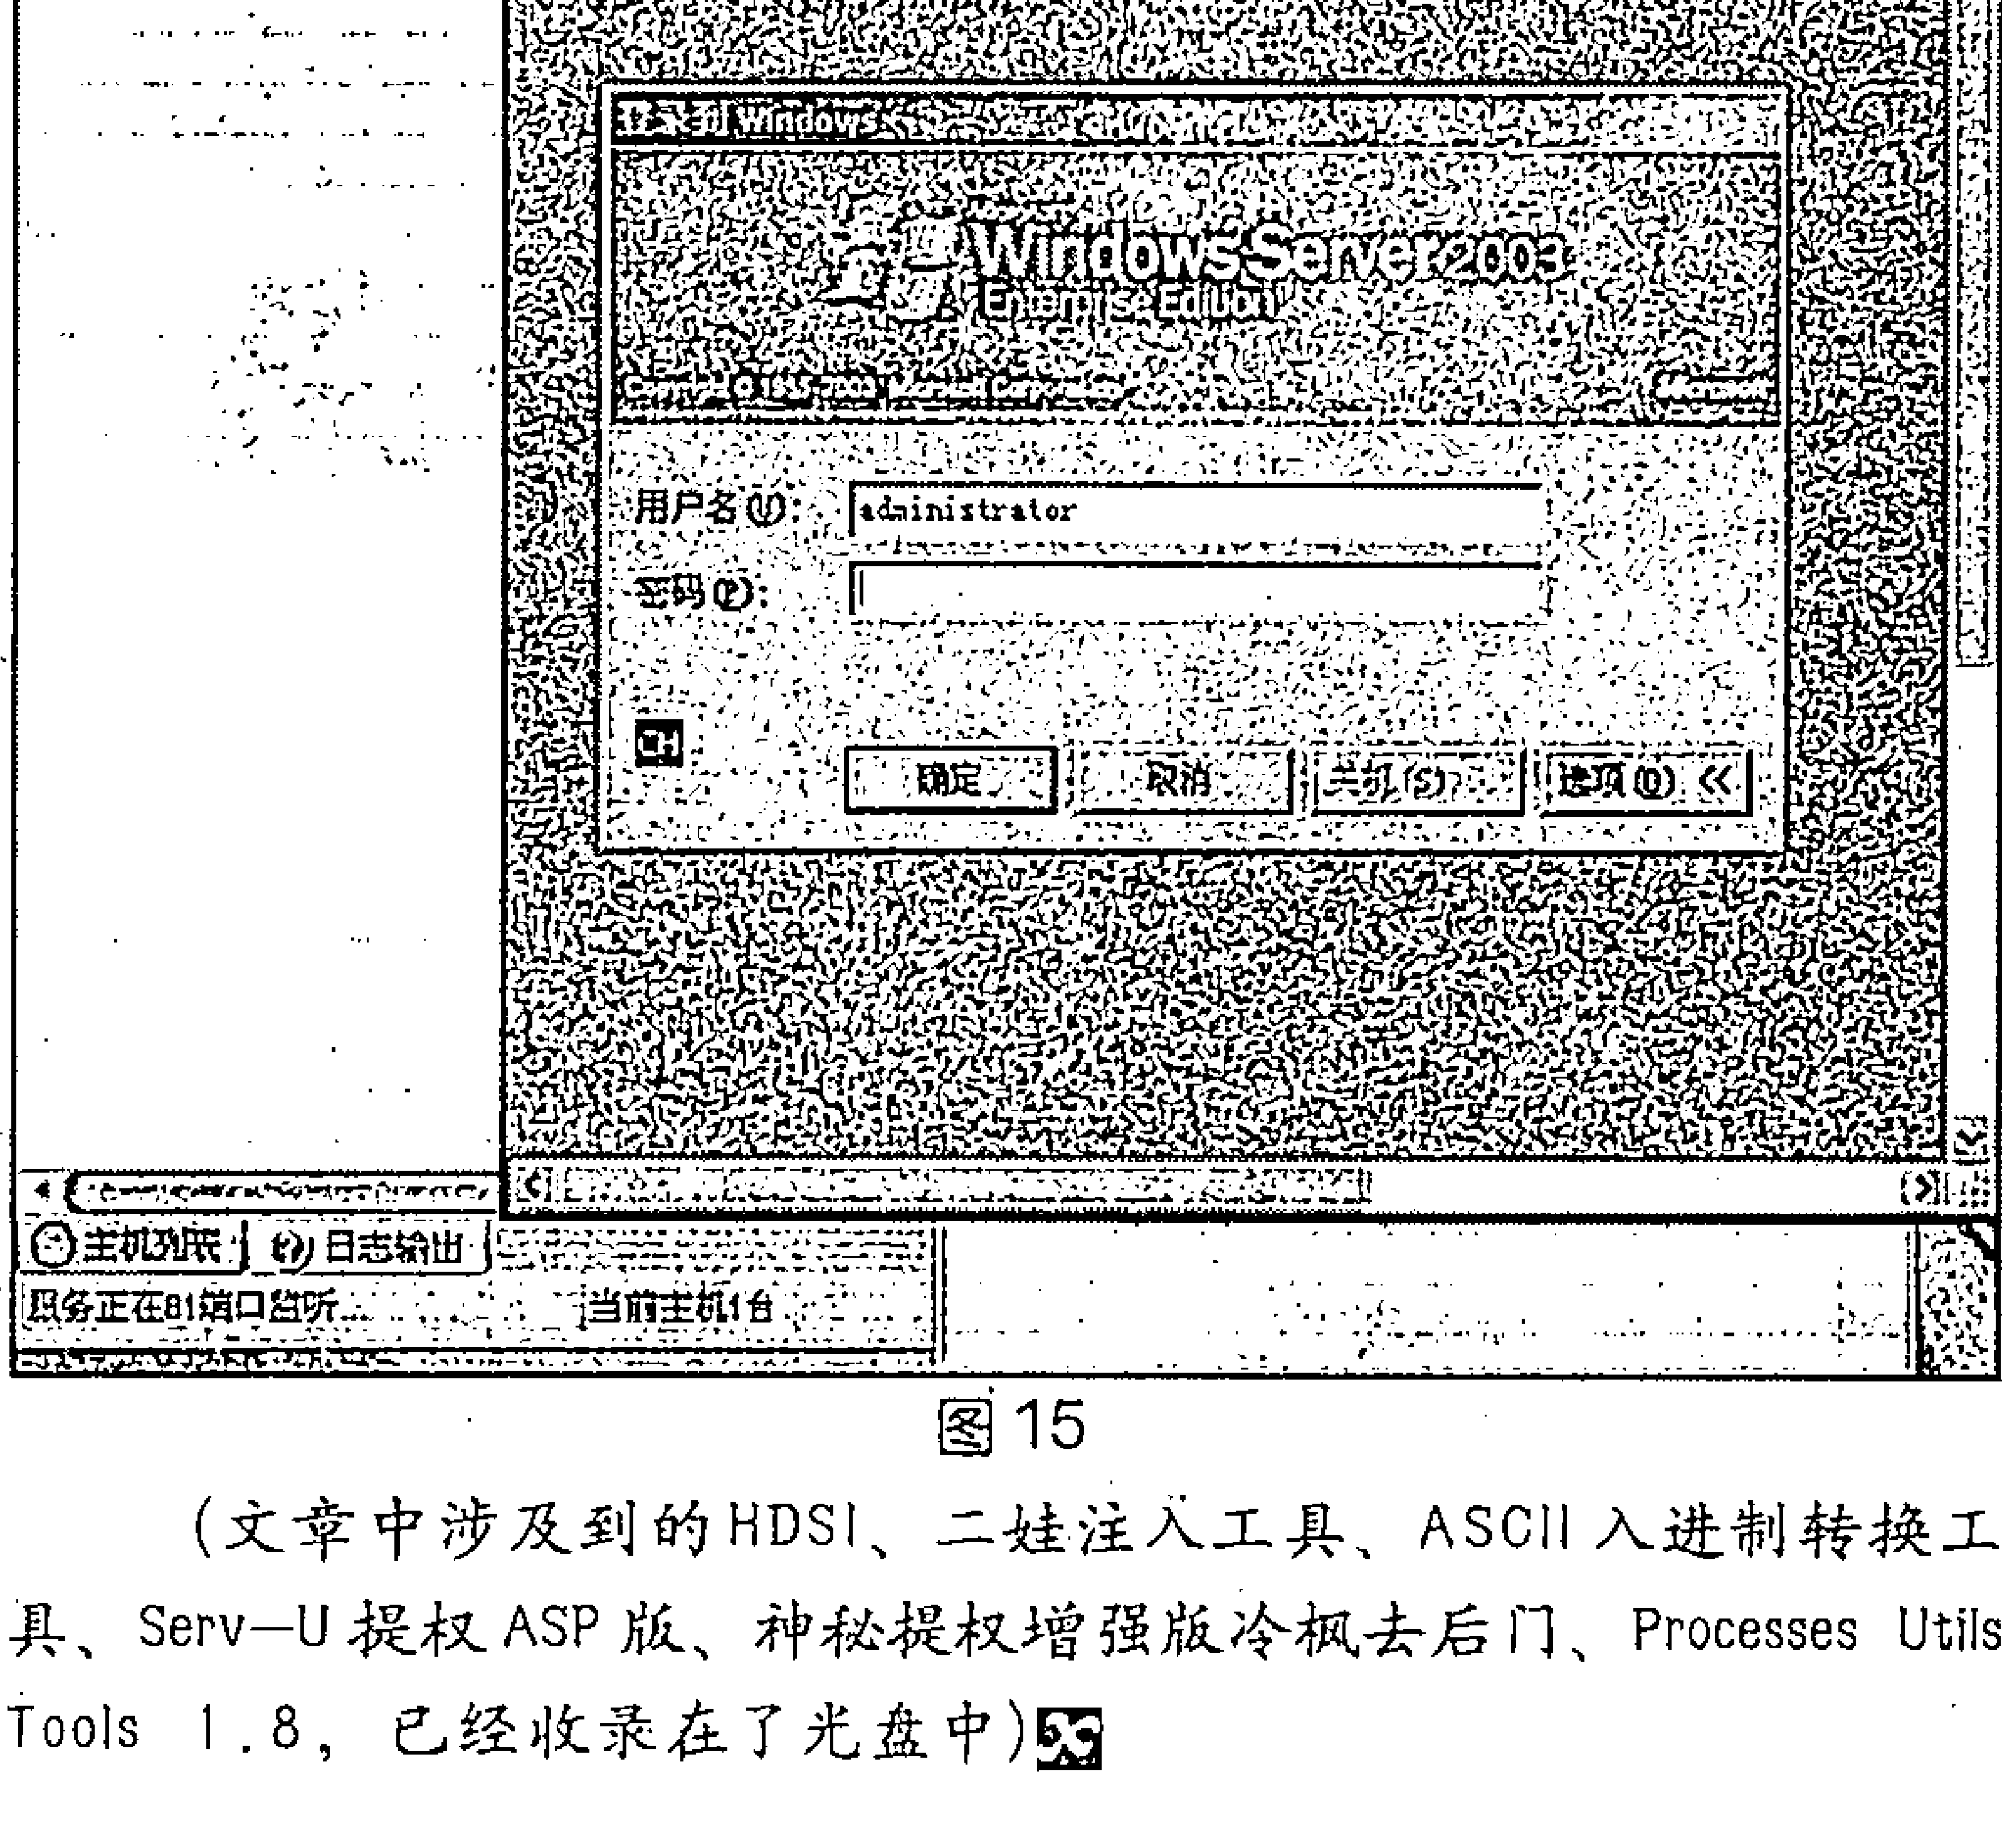 登录到 Windows
Windows Server 2003
Enterprise Edition
用户名(U):
administrator
密码(P):
确定
取消
关机(S)
选项(O) <<
主机列表
日志输出
服务正在81端口监听...
当前主机1台
图 15
(文章中涉及到的HDSI、二娃注入工具、ASCII 入进制转换工
具、Serv-U 提权 ASP 版、神秘提权增强版冷枫去后门、Processes Utils
Tools 1.8, 已经收录在了光盘中)